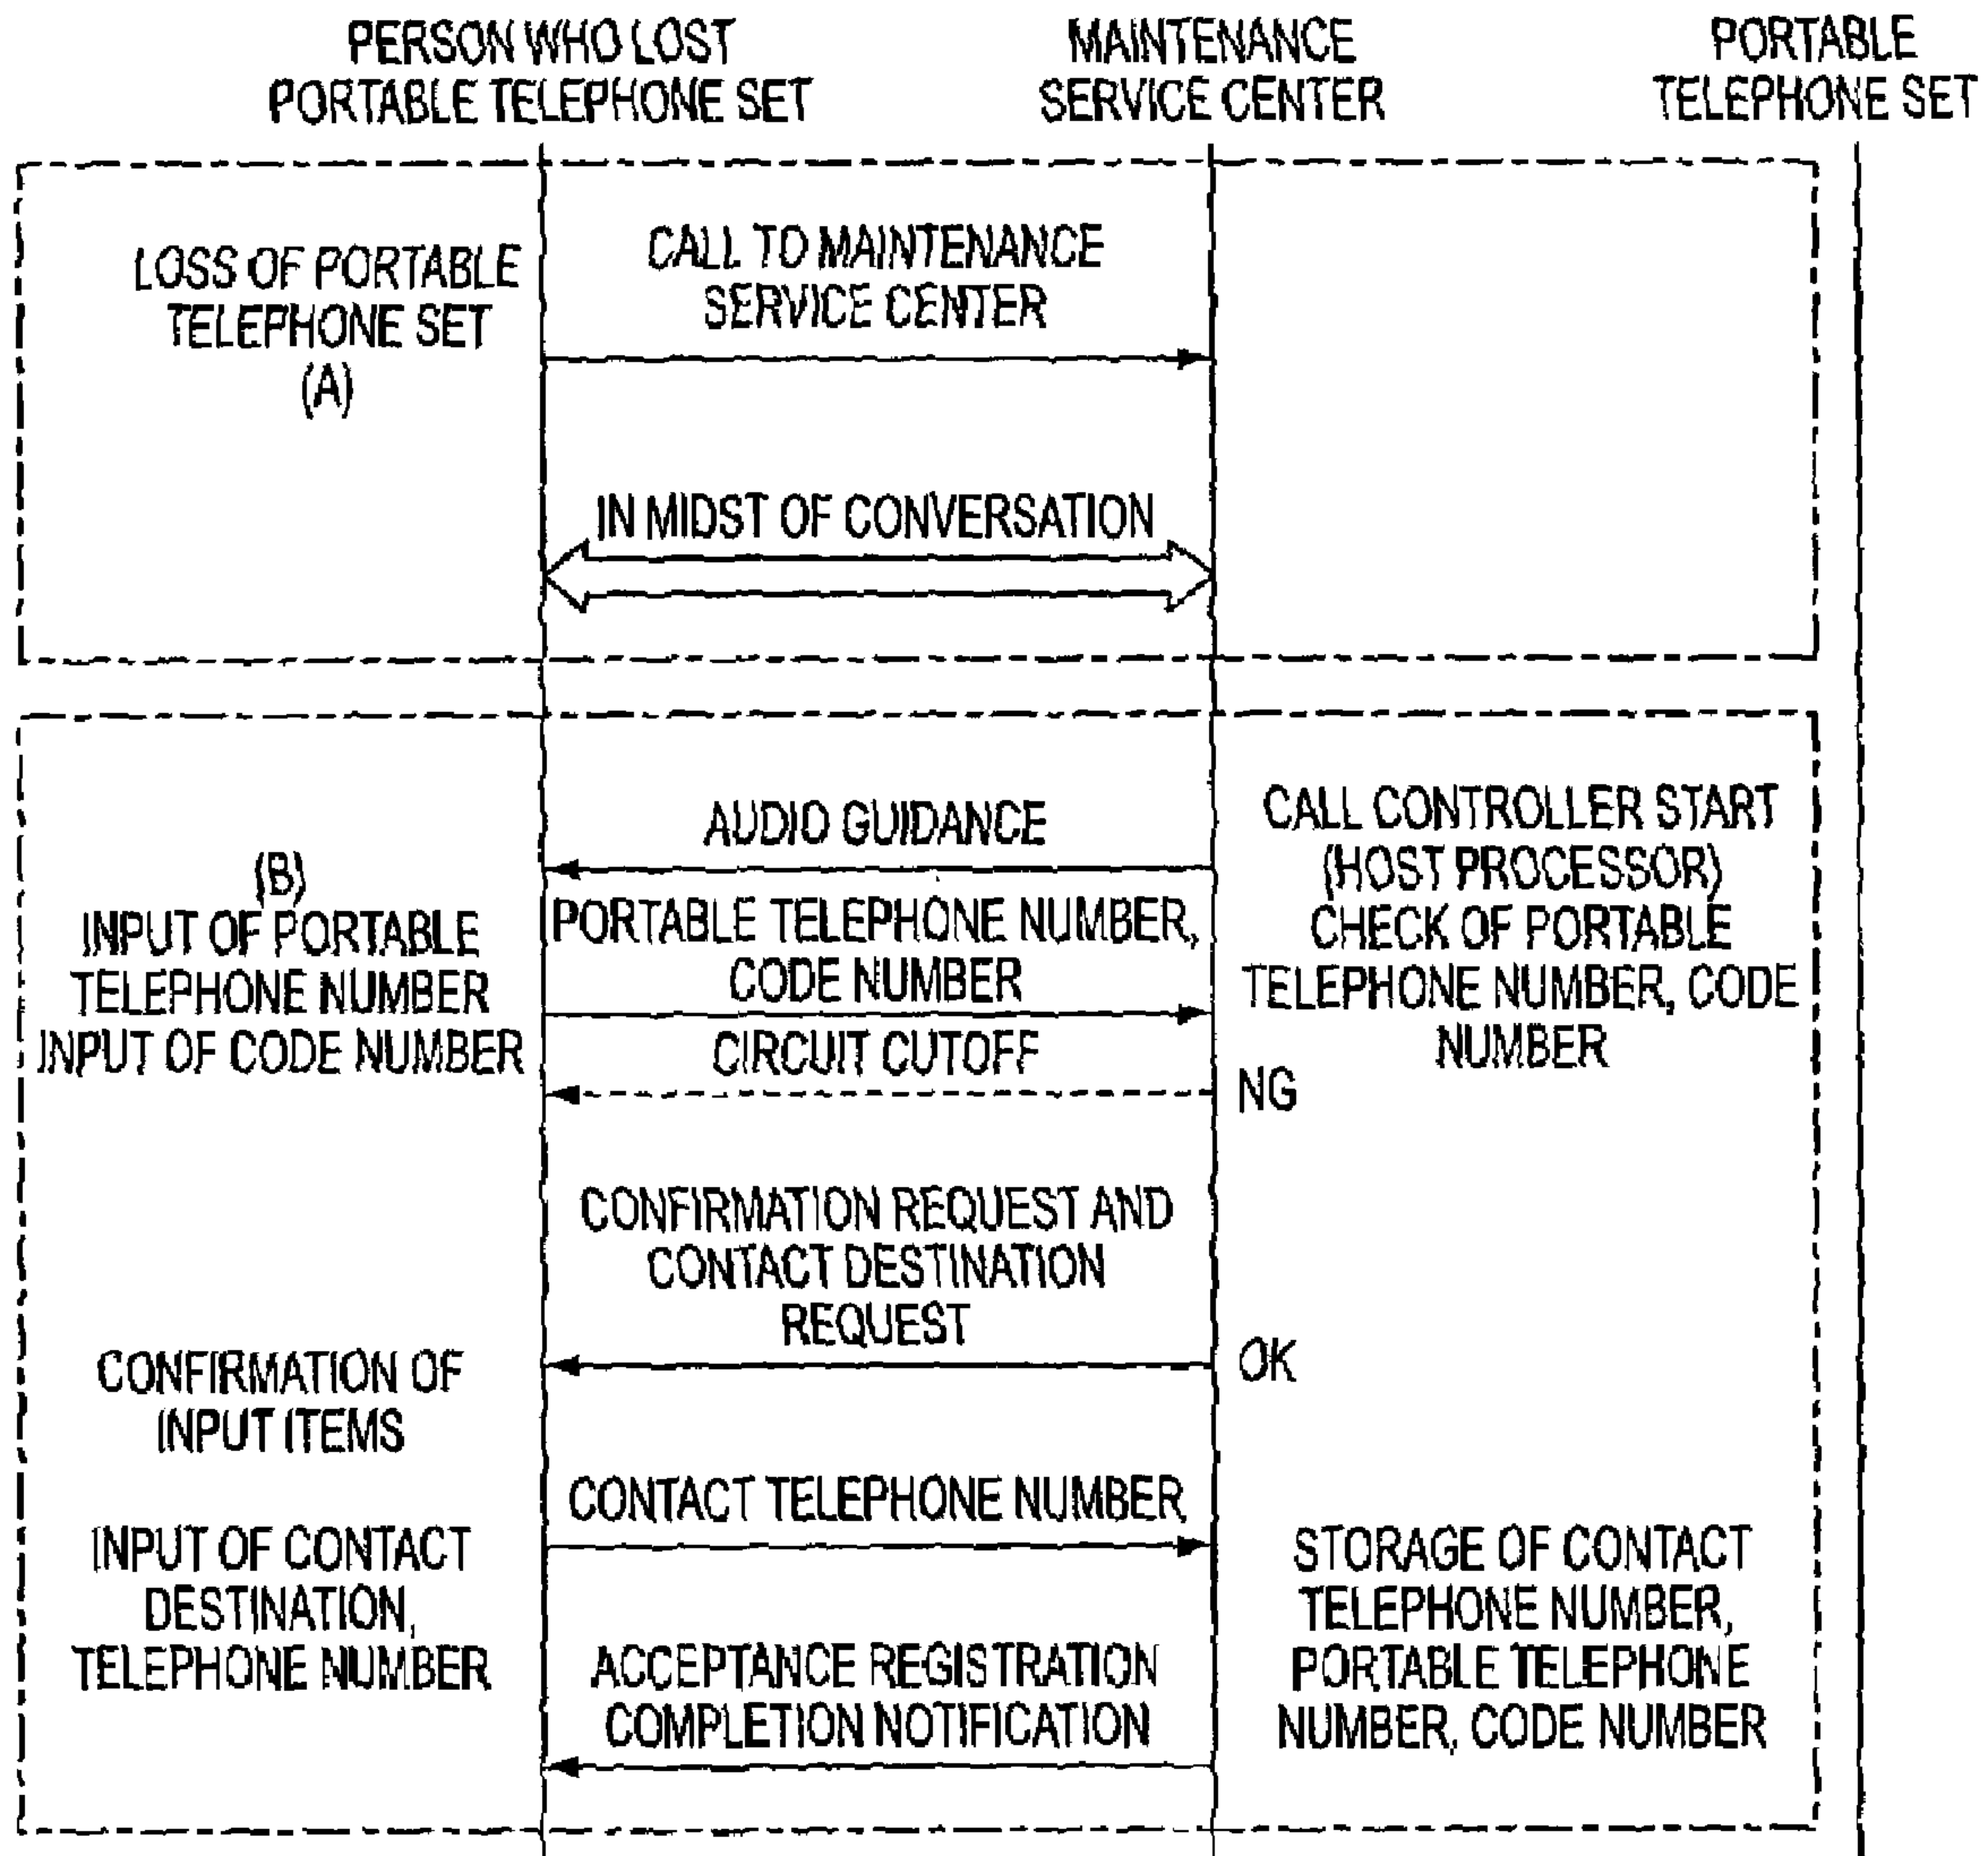 PERSON WHO LOST
PORTABLE TELEPHONE SET
MAINTENANCE
SERVICE CENTER
PORTABLE
TELEPHONE SET
LOSS OF PORTABLE
TELEPHONE SET
(A)
CALL TO MAINTENANCE
SERVICE CENTER
IN MIDST OF CONVERSATION
AUDIO GUIDANCE
CALL CONTROLLER START
(HOST PROCESSOR)
CHECK OF PORTABLE
TELEPHONE NUMBER, CODE
NUMBER
(B)
INPUT OF PORTABLE
TELEPHONE NUMBER
INPUT OF CODE NUMBER
PORTABLE TELEPHONE NUMBER,
CODE NUMBER
CIRCUIT CUTOFF
NG
CONFIRMATION REQUEST AND
CONTACT DESTINATION
REQUEST
OK
CONFIRMATION OF
INPUT ITEMS
CONTACT TELEPHONE NUMBER
INPUT OF CONTACT
DESTINATION,
TELEPHONE NUMBER
STORAGE OF CONTACT
TELEPHONE NUMBER,
PORTABLE TELEPHONE
NUMBER, CODE NUMBER
ACCEPTANCE REGISTRATION
COMPLETION NOTIFICATION